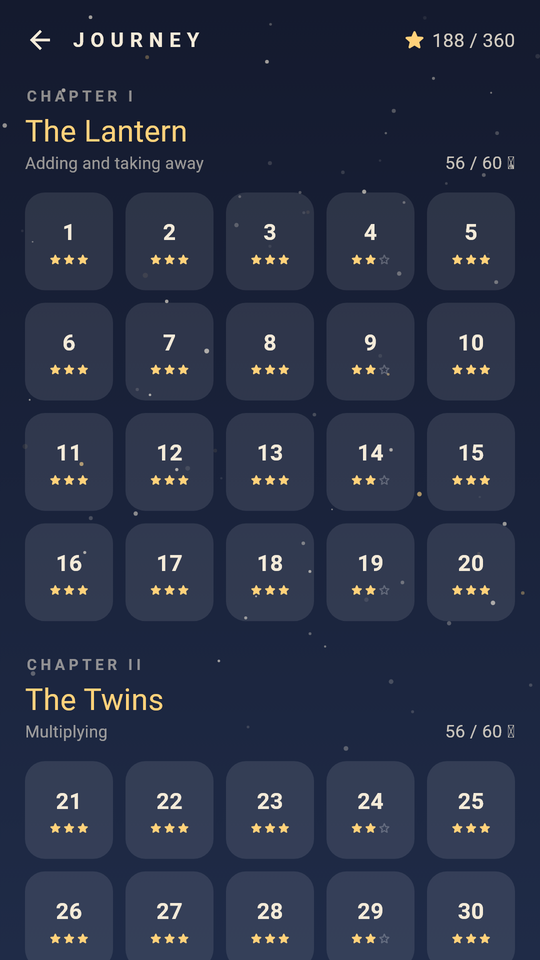 JOURNEY
188 / 360
CHAPTER I
The Lantern
Adding and taking away
56 / 60
1 2 3 4 5
6 7 8 9 10
11 12 13 14 15
16 17 18 19 20
CHAPTER II
The Twins
Multiplying
56 / 60
21 22 23 24 25
26 27 28 29 30